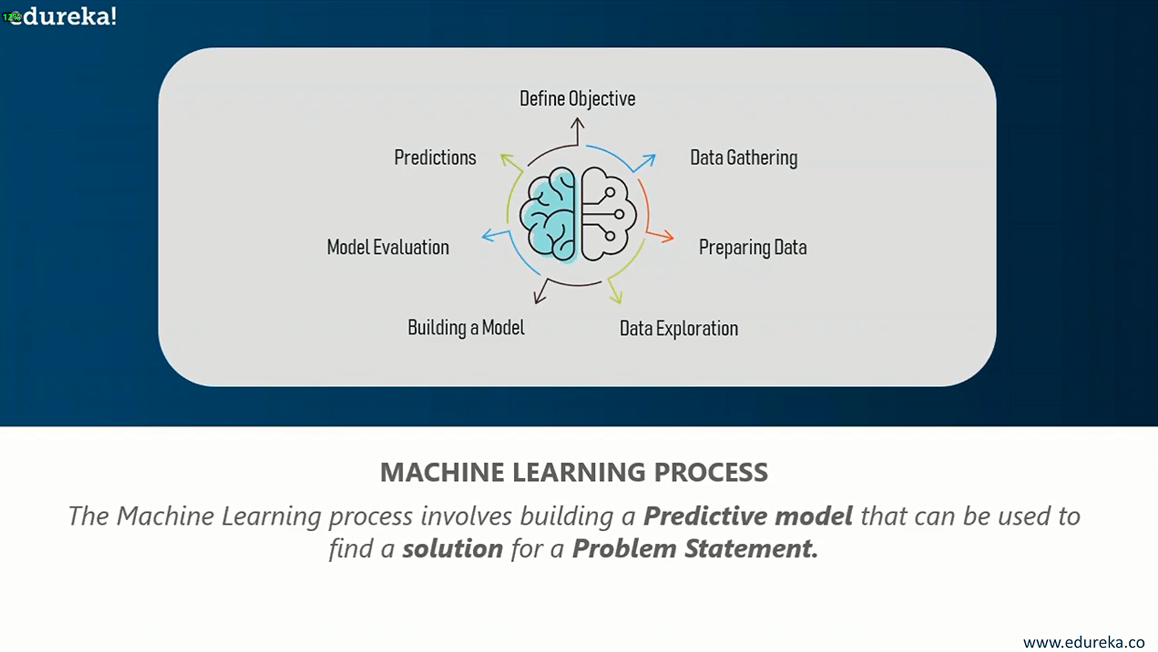 edureka!
Define Objective
Predictions
Data Gathering
Model Evaluation
Preparing Data
Building a Model
Data Exploration
MACHINE LEARNING PROCESS
The Machine Learning process involves building a Predictive model that can be used to
find a solution for a Problem Statement.
www.edureka.co